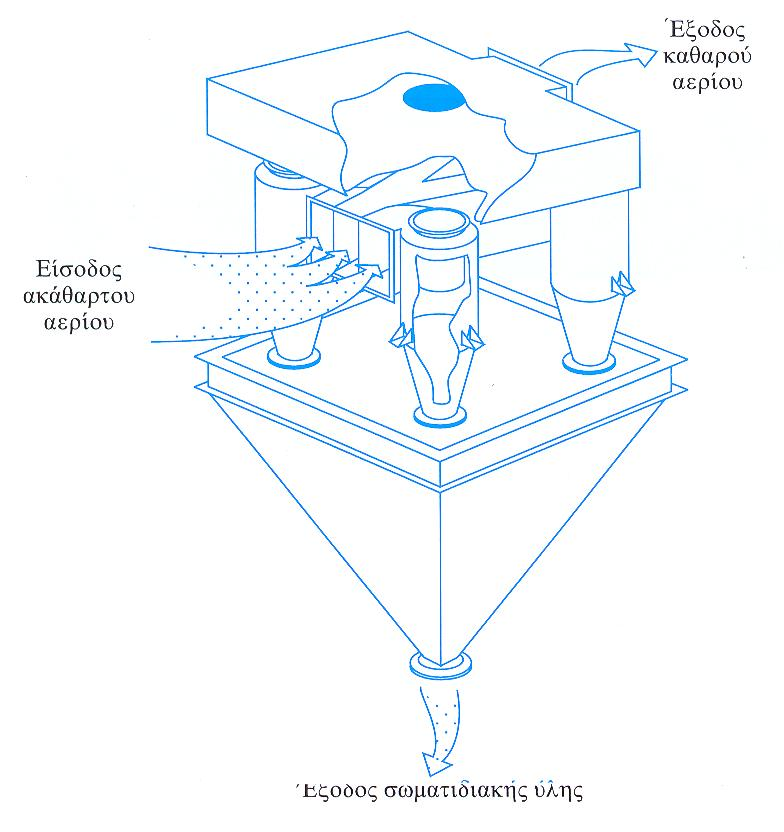 Έξοδος
καθαρού
αερίου
Είσοδος
ακάθαρτου
αερίου
Έξοδος σωματιδιακής ύλης